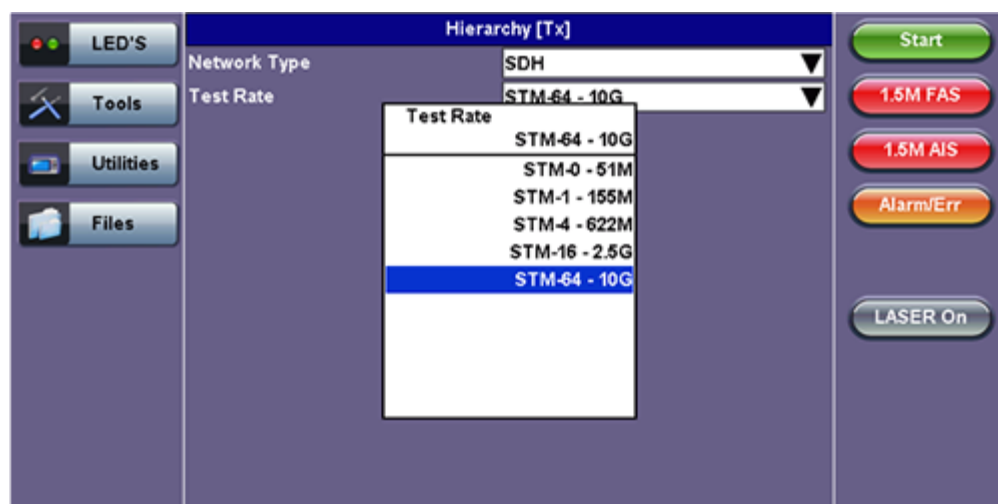 LED'S
Tools
Utilities
Files
Hierarchy [Tx]
Network Type SDH
Test Rate STM-64 - 10G
Test Rate
STM-64 - 10G
STM-0 - 51M
STM-1 - 155M
STM-4 - 622M
STM-16 - 2.5G
STM-64 - 10G
Start
1.5M FAS
1.5M AIS
Alarm/Err
LASER On